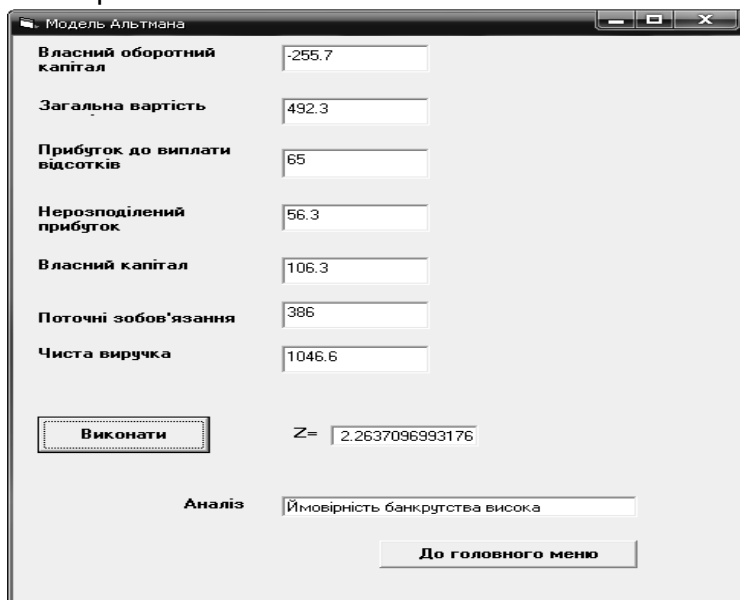 Модель Альтмана
Власний оборотний
капітал
-255.7
Загальна вартість
492.3
Прибуток до виплати
відсотків
65
Нерозподілений
прибуток
56.3
Власний капітал
106.3
Поточні зобов'язання
386
Чиста виручка
1046.6
Виконати
Z= 2.2637096993176
Аналіз
Ймовірність банкрутства висока
До головного меню